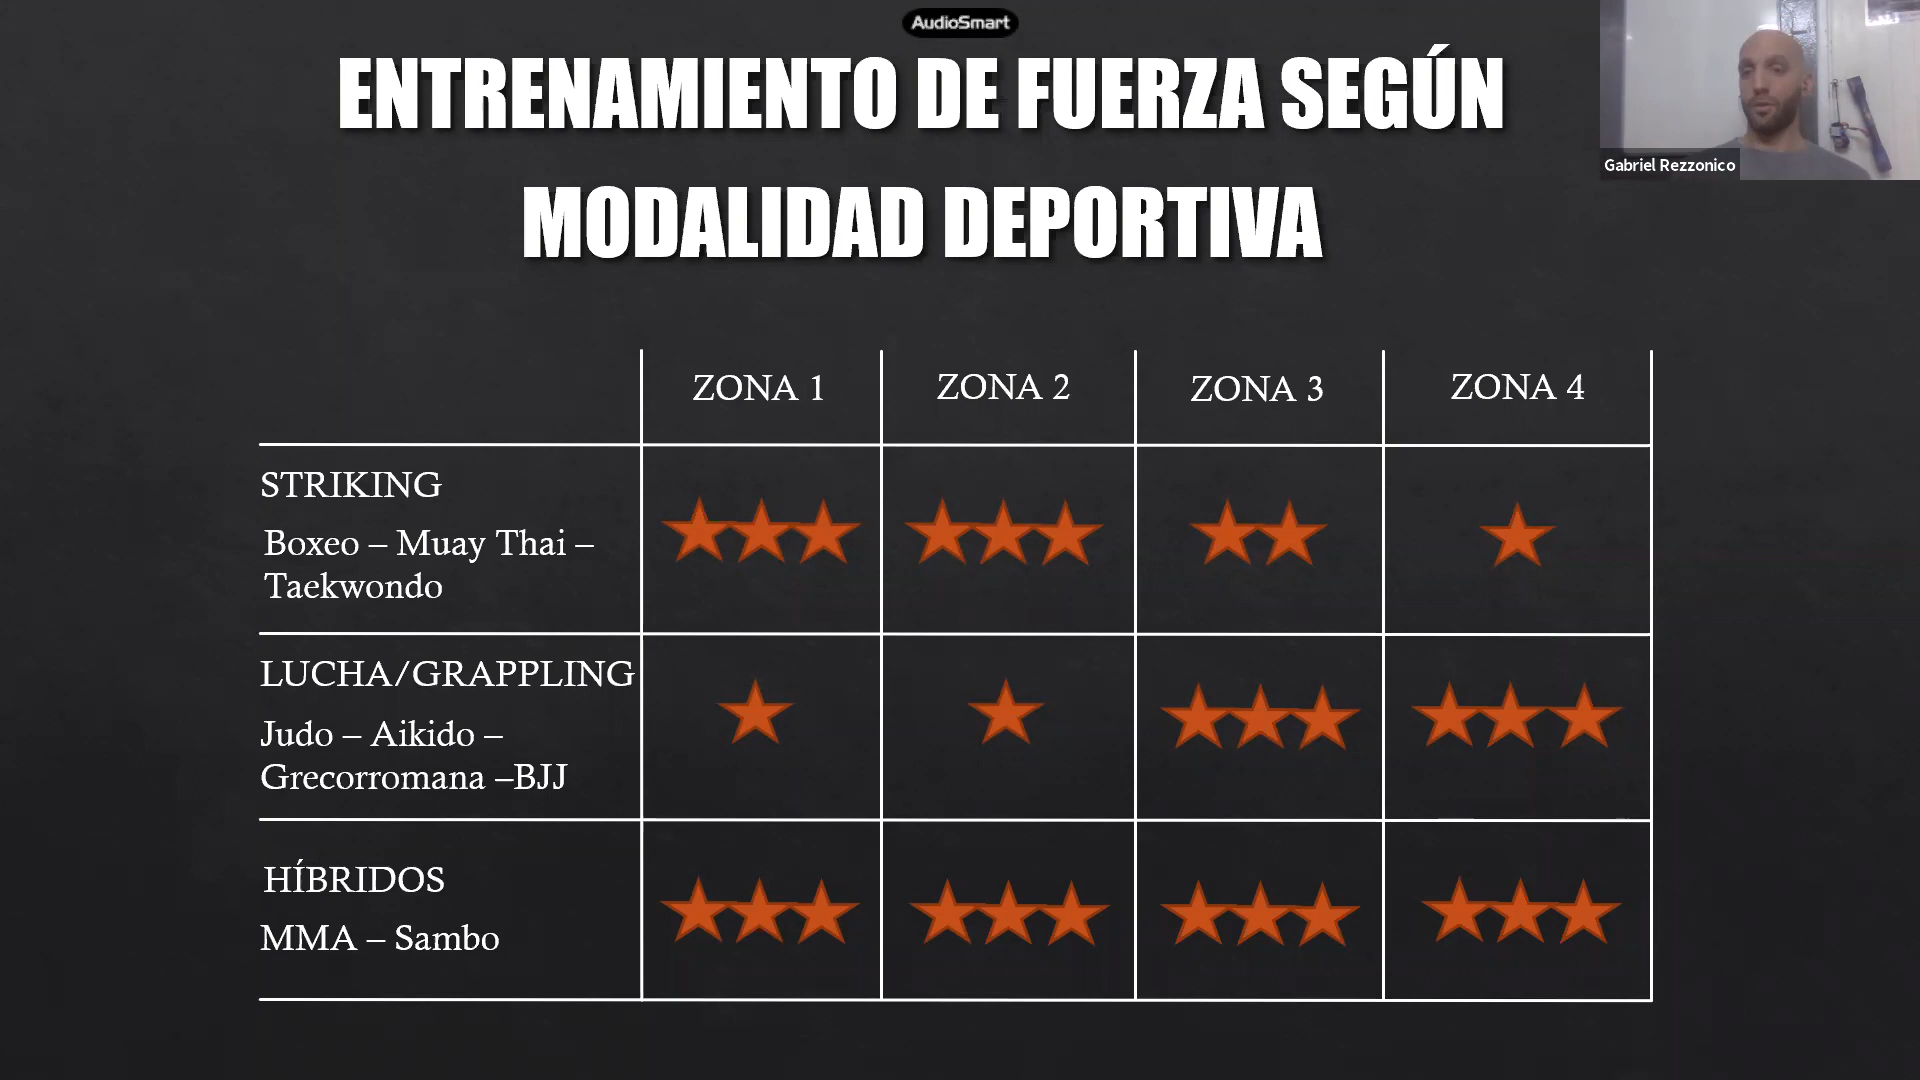 AudioSmart
ENTRENAMIENTO DE FUERZA SEGÚN
MODALIDAD DEPORTIVA
Gabriel Rezzonico
ZONA 1
ZONA 2
ZONA 3
ZONA 4
STRIKING
Boxeo – Muay Thai –
Taekwondo
LUCHA/GRAPPLING
Judo – Aikido –
Grecorromana –BJJ
HÍBRIDOS
MMA – Sambo